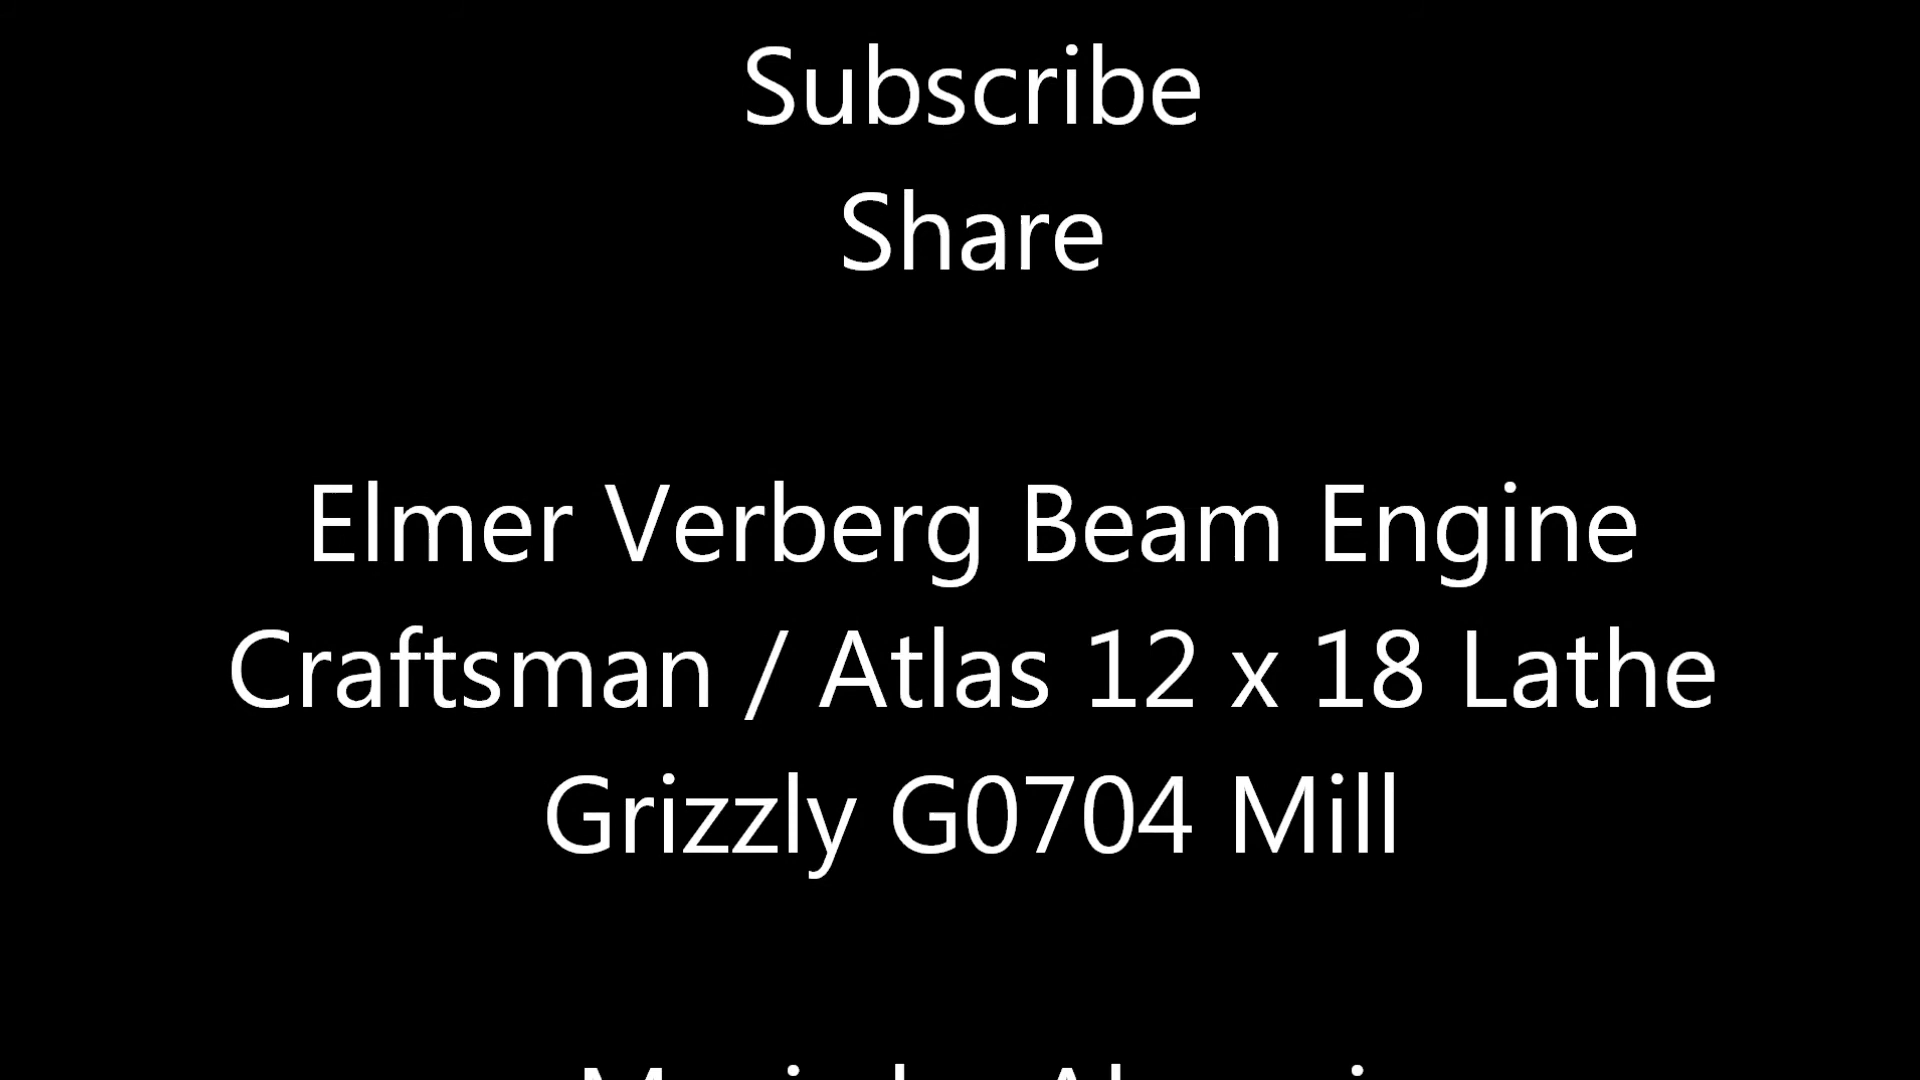 Subscribe
Share
Elmer Verberg Beam Engine
Craftsman / Atlas 12 x 18 Lathe
Grizzly G0704 Mill